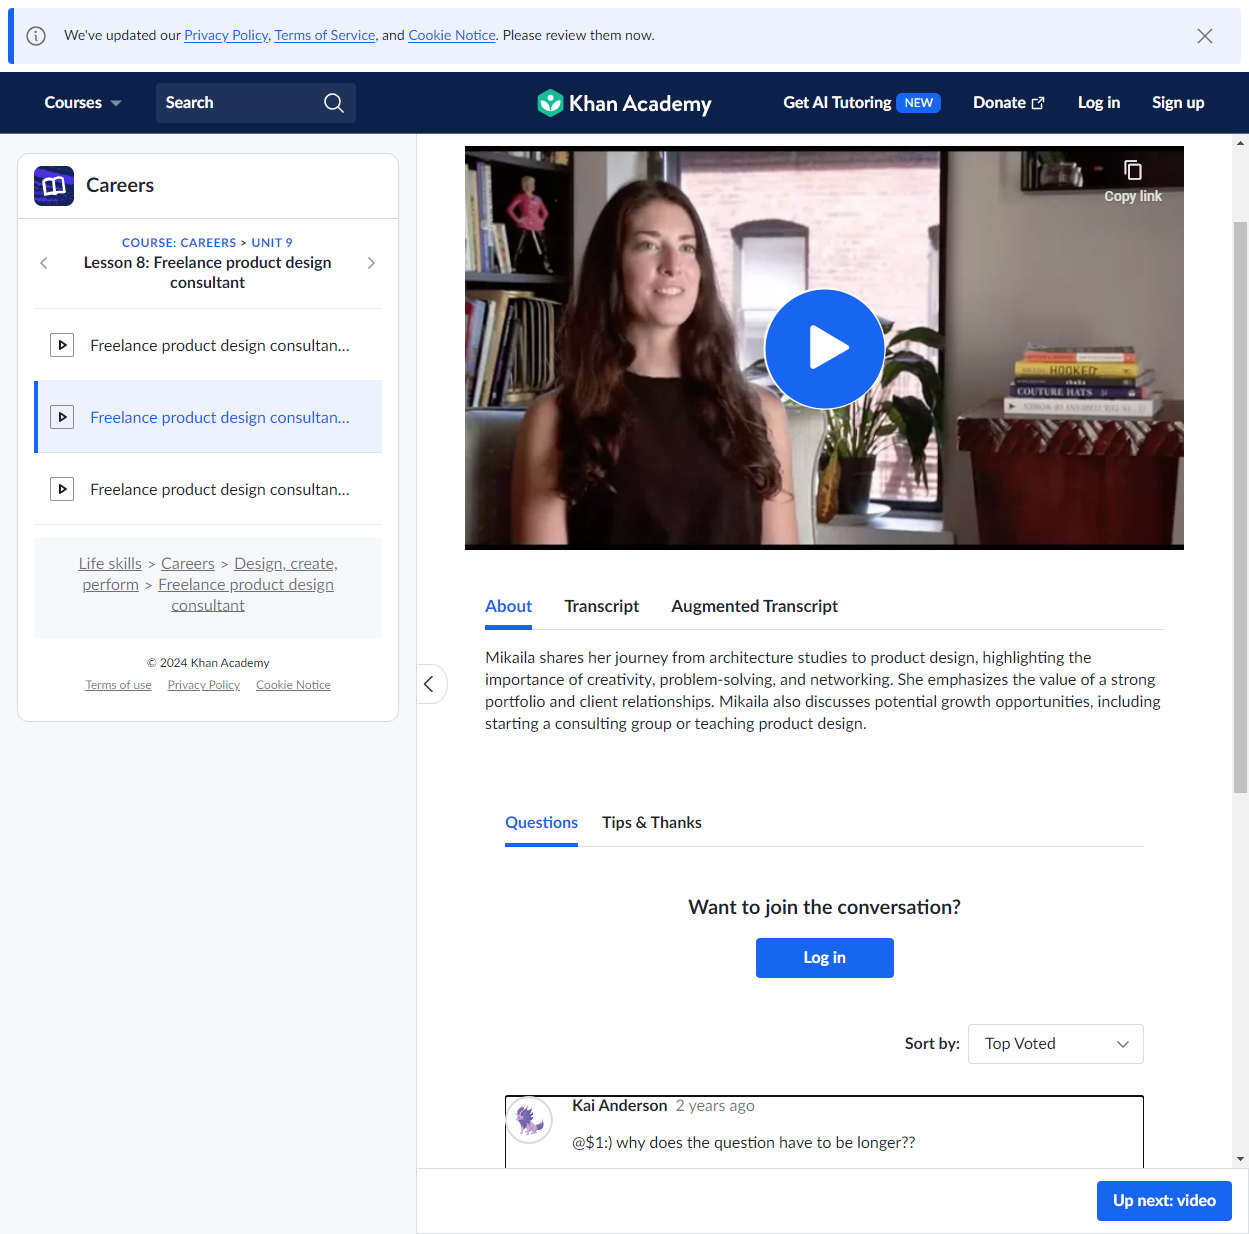 We've updated our Privacy Policy, Terms of Service, and Cookie Notice. Please review them now.
Courses
Search
Khan Academy
Get AI Tutoring NEW
Donate
Log in
Sign up
Careers
COURSE: CAREERS > UNIT 9
Lesson 8: Freelance product design
consultant
Freelance product design consultan...
Freelance product design consultan...
Freelance product design consultan...
Life skills > Careers > Design, create,
perform > Freelance product design
consultant
© 2024 Khan Academy
Terms of use Privacy Policy Cookie Notice
Copy link
HOOKED
COUTURE HATS
About Transcript Augmented Transcript
Mikaila shares her journey from architecture studies to product design, highlighting the
importance of creativity, problem-solving, and networking. She emphasizes the value of a strong
portfolio and client relationships. Mikaila also discusses potential growth opportunities, including
starting a consulting group or teaching product design.
Questions Tips & Thanks
Want to join the conversation?
Log in
Sort by: Top Voted
Kai Anderson 2 years ago
@$1:) why does the question have to be longer??
Up next: video